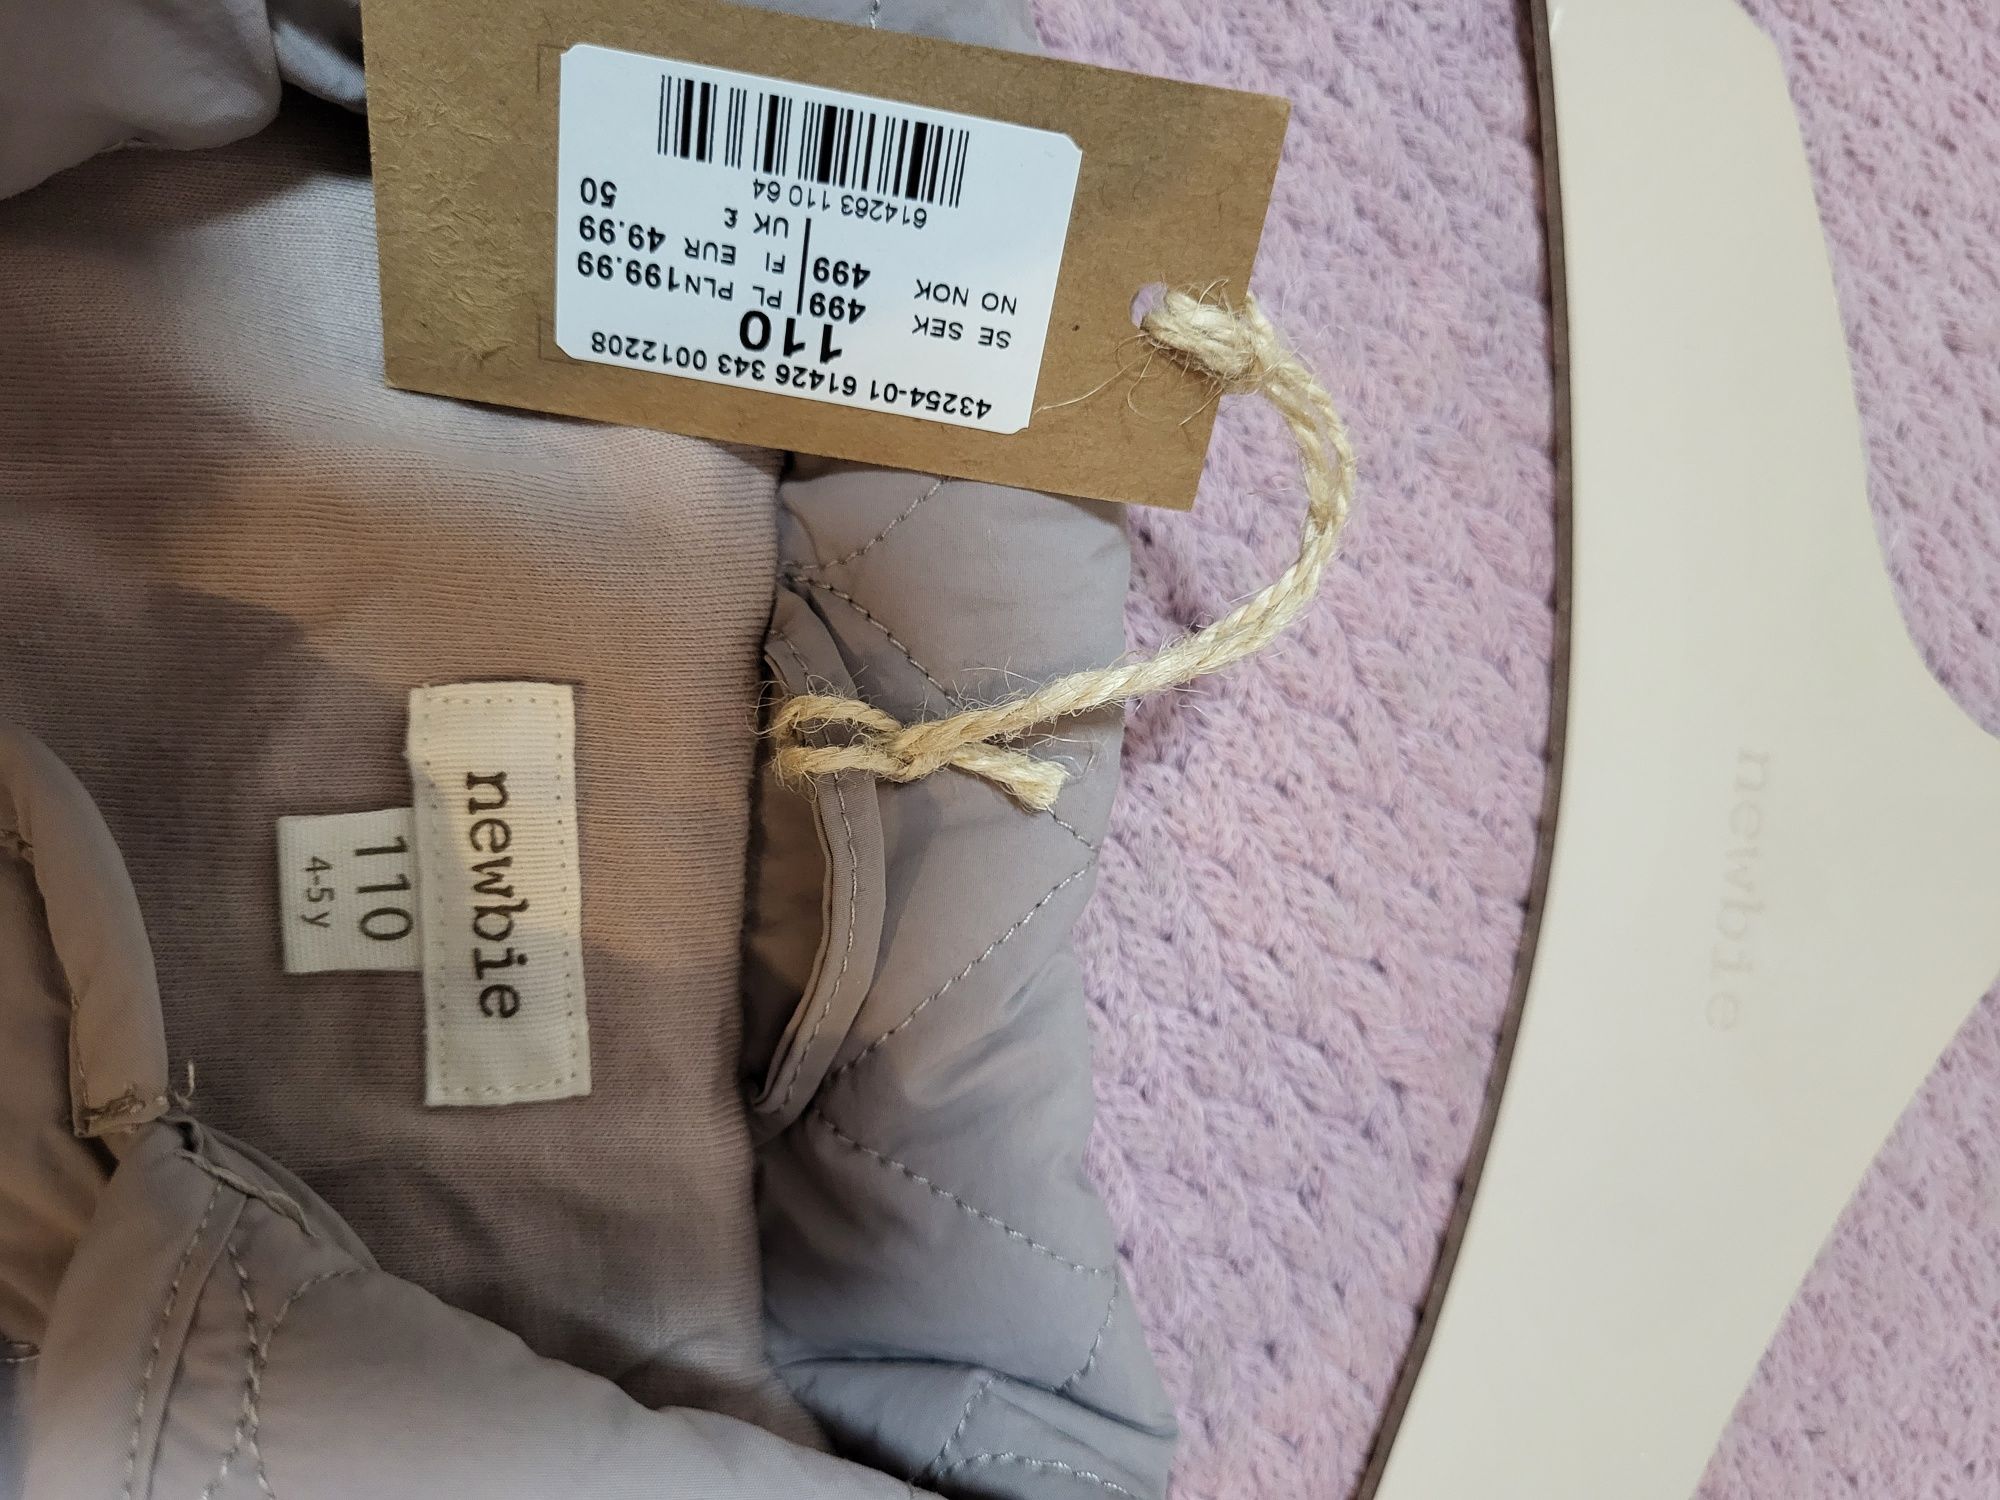 43254-01 61426 343 0012208
110
SE SEK 499 PL PLN199.99
NO NOK 499 FI EUR 49.99
UK £ 50
614263 110 64
newbie
110
4-5y
newbie